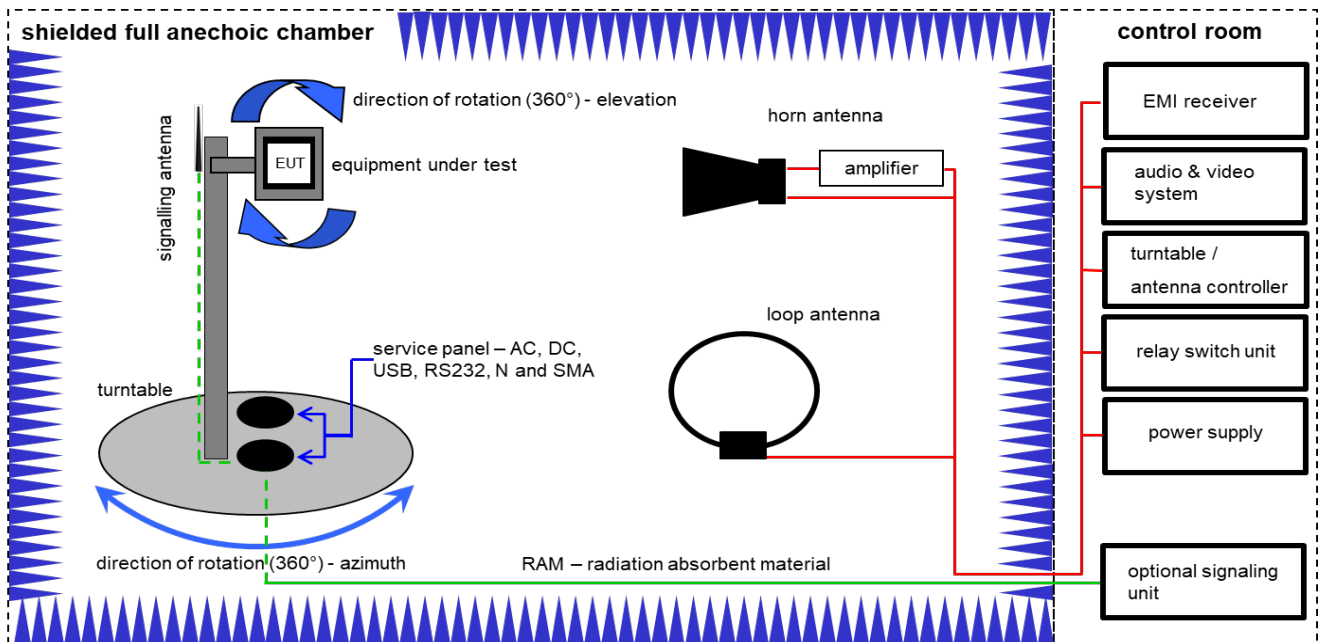 shielded full anechoic chamber
control room
direction of rotation (360°) - elevation
signalling antenna
EUT
equipment under test
horn antenna
amplifier
loop antenna
service panel – AC, DC,
USB, RS232, N and SMA
turntable
direction of rotation (360°) - azimuth
RAM – radiation absorbent material
EMI receiver
audio & video
system
turntable /
antenna controller
relay switch unit
power supply
optional signaling
unit